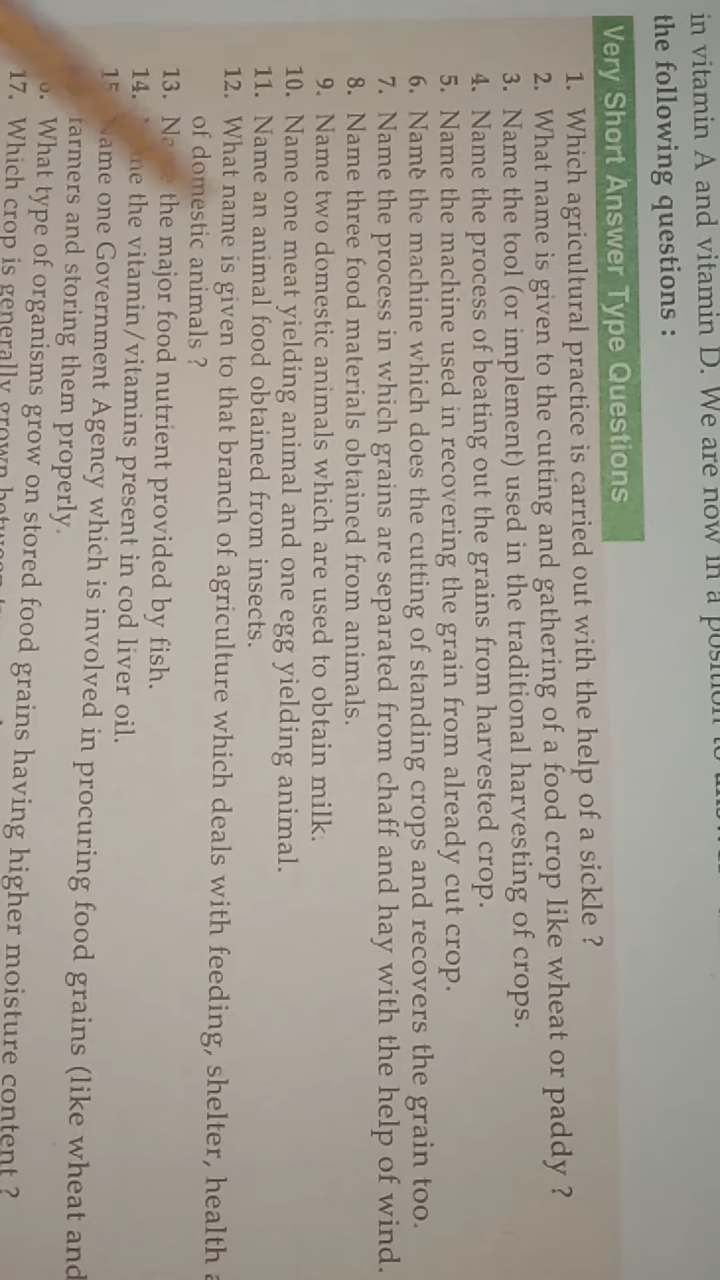 in vitamin A and vitamin D. We are now in a position to
the following questions :
Very Short Answer Type Questions
1. Which agricultural practice is carried out with the help of a sickle ?
2. What name is given to the cutting and gathering of a food crop like wheat or paddy ?
3. Name the tool (or implement) used in the traditional harvesting of crops.
4. Name the process of beating out the grains from harvested crop.
5. Name the machine used in recovering the grain from already cut crop.
6. Name the machine which does the cutting of standing crops and recovers the grain too.
7. Name the process in which grains are separated from chaff and hay with the help of wind.
8. Name three food materials obtained from animals.
9. Name two domestic animals which are used to obtain milk.
10. Name one meat yielding animal and one egg yielding animal.
11. Name an animal food obtained from insects.
12. What name is given to that branch of agriculture which deals with feeding, shelter, health
of domestic animals ?
13. the major food nutrient provided by fish.
14. the vitamin/vitamins present in cod liver oil.
15 Name one Government Agency which is involved in procuring food grains (like wheat and
farmers and storing them properly.
What type of organisms grow on stored food grains having higher moisture content ?
17. Which crop is generally grown between